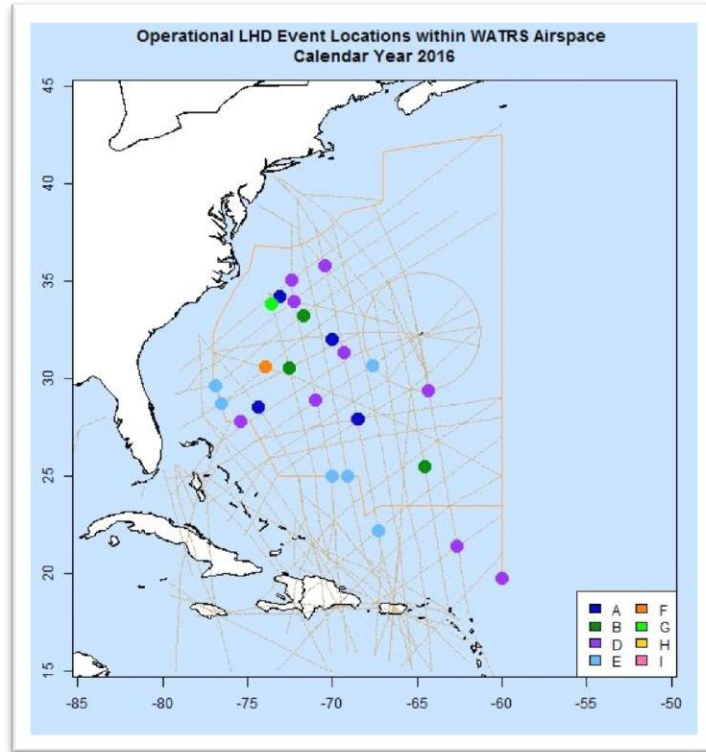 Operational LHD Event Locations within WATRS Airspace
Calendar Year 2016
45
40
35
30
25
20
15
-85 -80 -75 -70 -65 -60 -55 -50
A F
B G
D H
E I